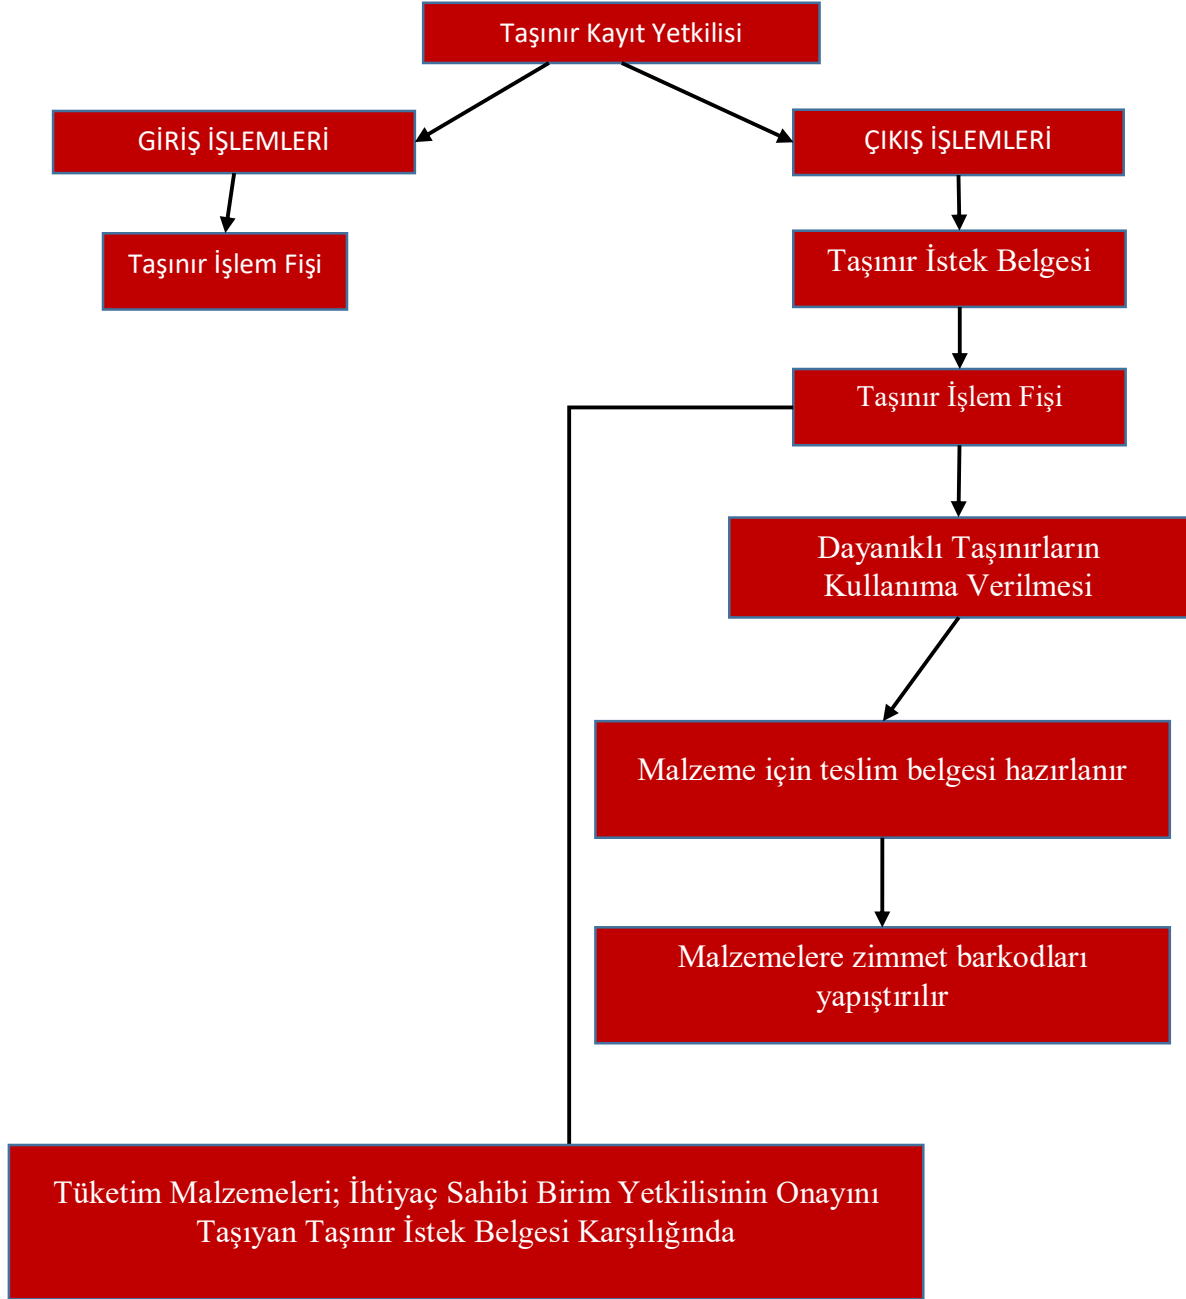 Taşınır Kayıt Yetkilisi
GİRİŞ İŞLEMLERİ
ÇIKIŞ İŞLEMLERİ
Taşınır İşlem Fişi
Taşınır İstek Belgesi
Taşınır İşlem Fişi
Dayanıklı Taşınırların
Kullanıma Verilmesi
Malzeme için teslim belgesi hazırlanır
Malzemelere zimmet barkodları
yapıştırılır
Tüketim Malzemeleri; İhtiyaç Sahibi Birim Yetkilisinin Onayını
Taşıyan Taşınır İstek Belgesi Karşılığında